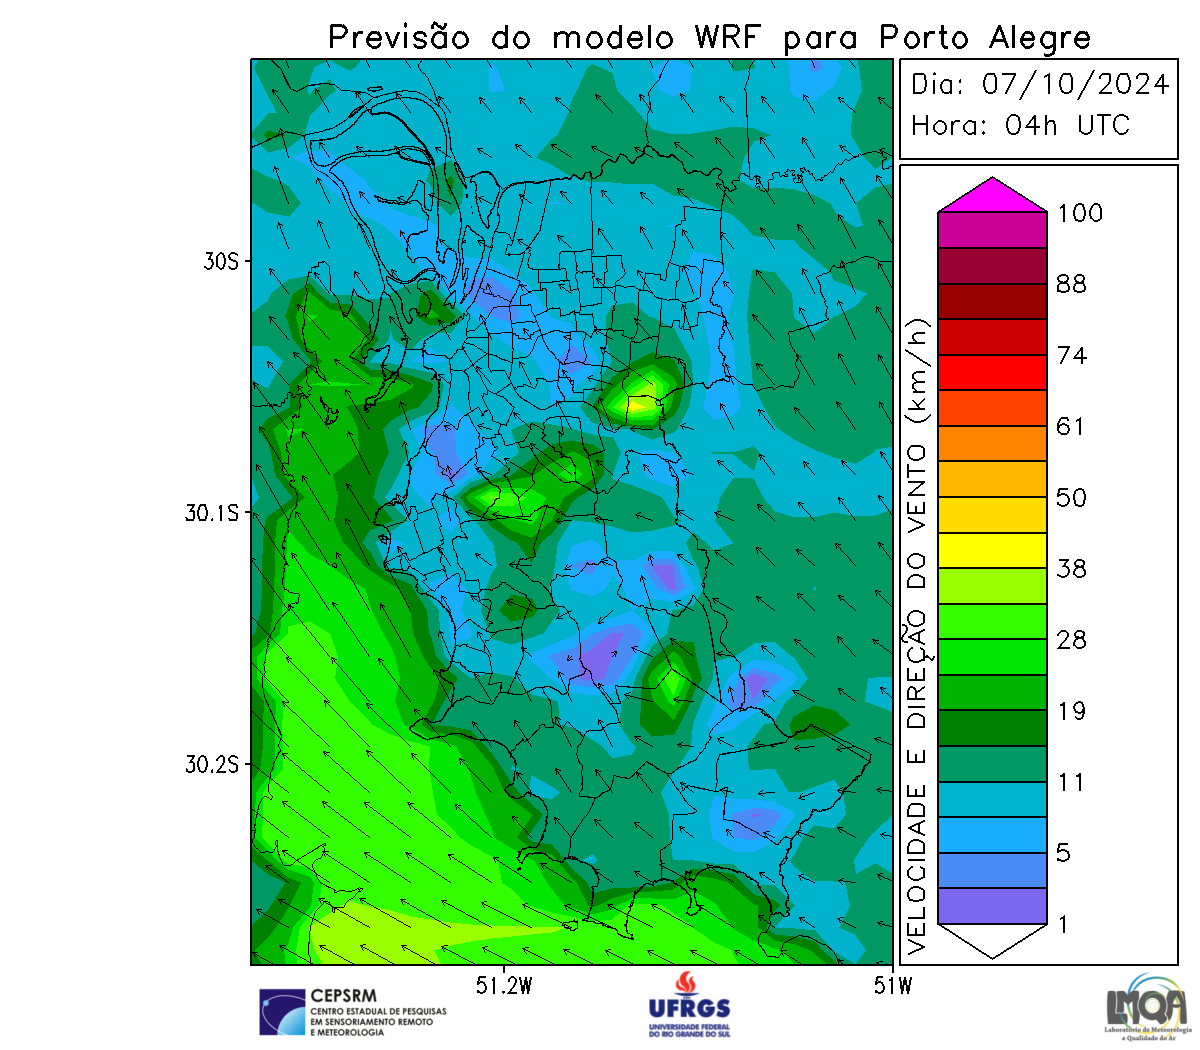 Previsão do modelo WRF para Porto Alegre
Dia: 07/10/2024
Hora: 04h UTC
30S
30.1S
30.2S
51.2W
51W
VELOCIDADE E DIREÇÃO DO VENTO (km/h)
100
88
74
61
50
38
28
19
11
5
1
CEPSRM
CENTRO ESTADUAL DE PESQUISAS
EM SENSORIAMENTO REMOTO
E METEOROLOGIA
UFRGS
UNIVERSIDADE FEDERAL
DO RIO GRANDE DO SUL
LMQA
Laboratório de Meteorologia
e Qualidade do Ar